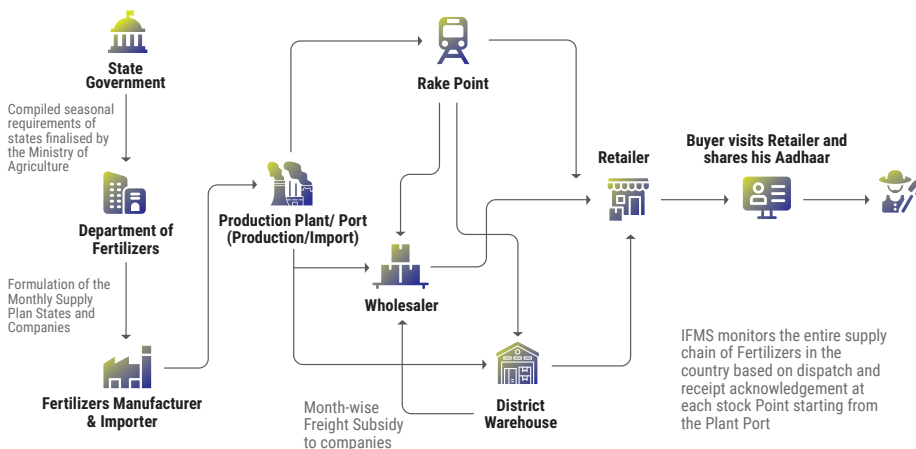 State
Government
Compiled seasonal
requirements of
states finalised by
the Ministry of
Agriculture
Department of
Fertilizers
Formulation of the
Monthly Supply
Plan States and
Companies
Fertilizers Manufacturer
& Importer
Production Plant/ Port
(Production/Import)
Rake Point
Wholesaler
Month-wise
Freight Subsidy
to companies
District
Warehouse
Retailer
Buyer visits Retailer and
shares his Aadhaar
IFMS monitors the entire supply
chain of Fertilizers in the
country based on dispatch and
receipt acknowledgement at
each stock Point starting from
the Plant Port